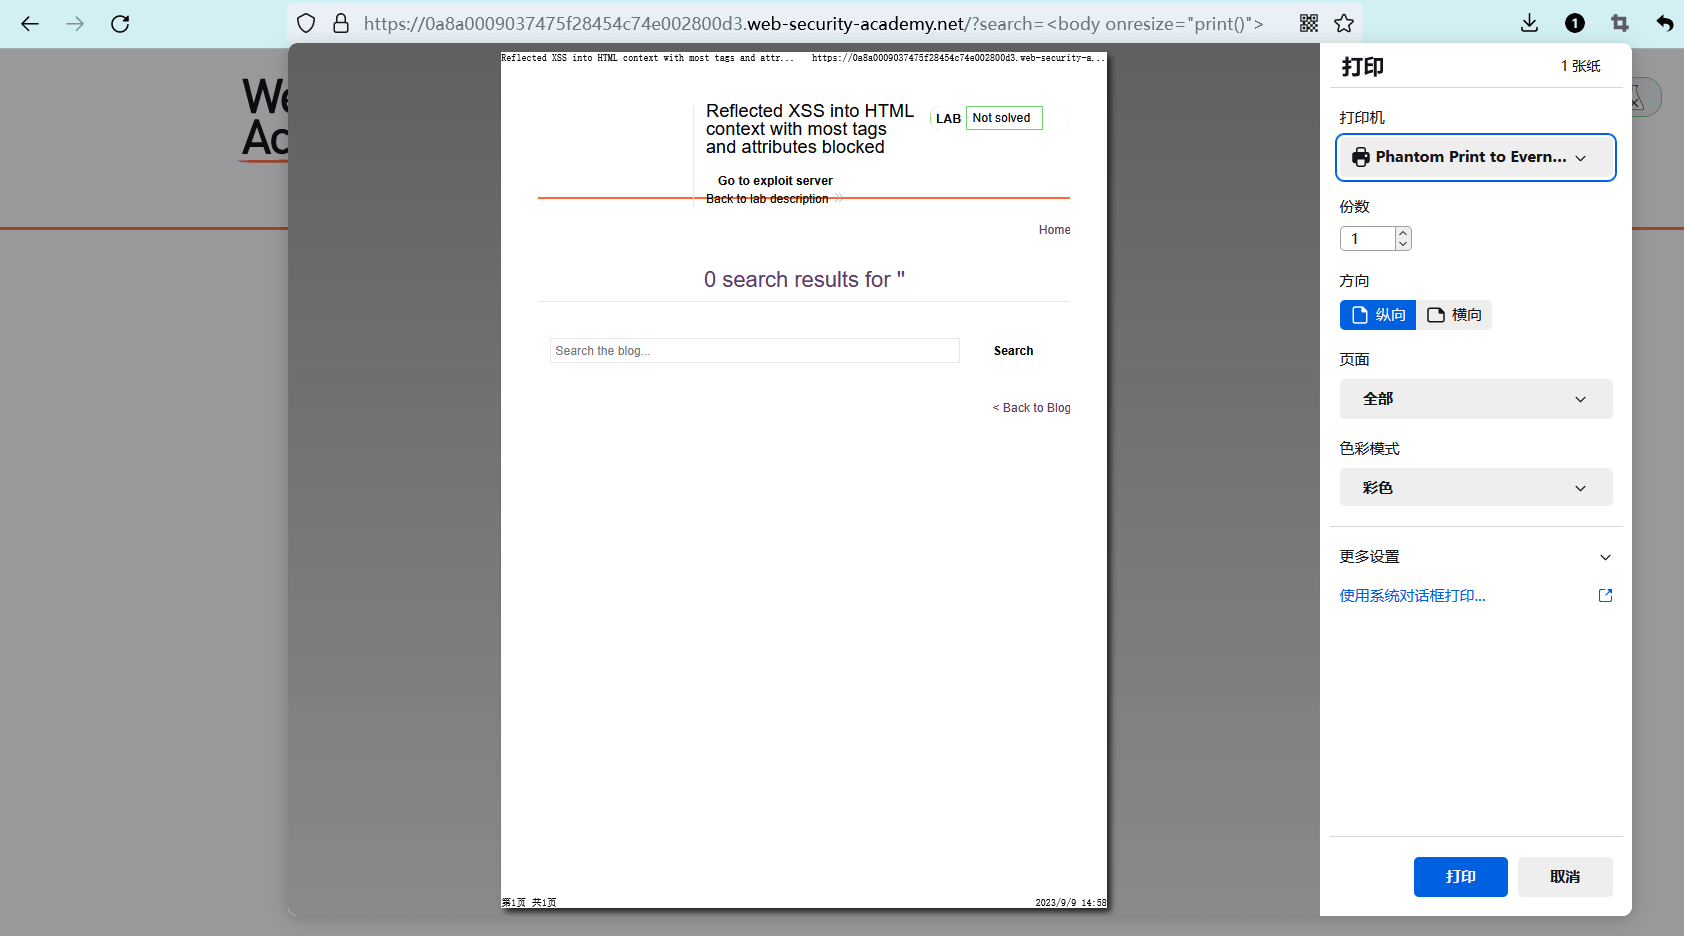 https://0a8a0009037475f28454c74e002800d3.web-security-academy.net/?search=<body onresize="print()">
1
We
Ac
Reflected XSS into HTML context with most tags and attr... https://0a8a0009037475f28454c74e002800d3.web-security-a...
Reflected XSS into HTML
context with most tags
and attributes blocked
LAB Not solved
Go to exploit server
Back to lab description
Home
0 search results for ''
Search the blog...
Search
< Back to Blog
第1页 共1页
2023/9/9 14:58
打印
1 张纸
打印机
Phantom Print to Evern...
份数
1
方向
纵向
横向
页面
全部
色彩模式
彩色
更多设置
使用系统对话框打印...
打印
取消